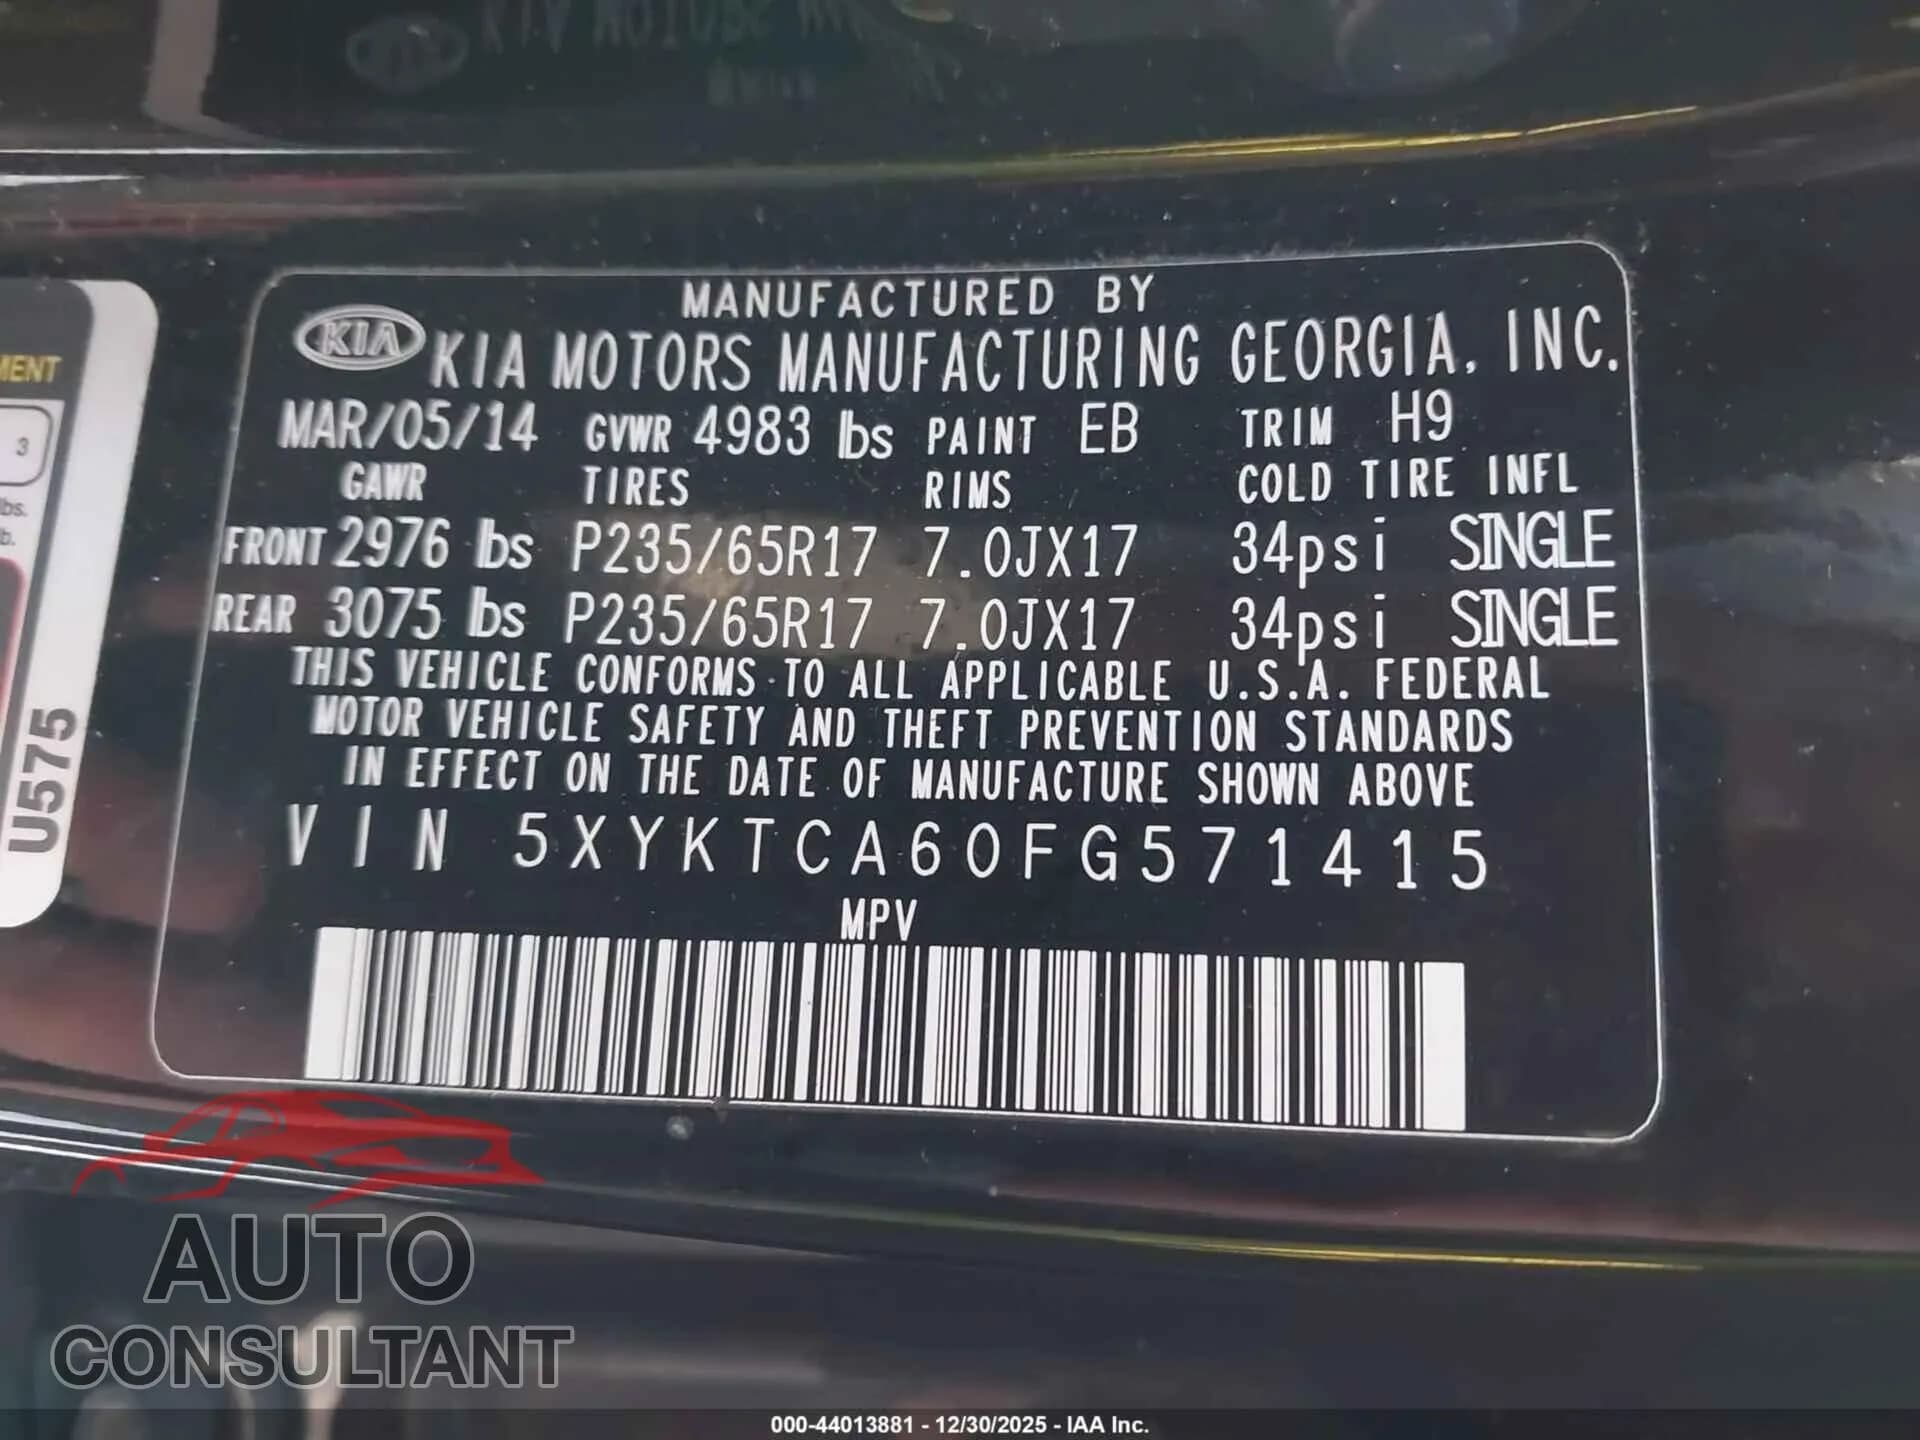 MANUFACTURED BY
KIA KIA MOTORS MANUFACTURING GEORGIA, INC.
MAR/05/14 GVWR 4983 lbs PAINT EB TRIM H9
GAWR TIRES RIMS COLD TIRE INFL
FRONT 2976 lbs P235/65R17 7.0JX17 34psi SINGLE
REAR 3075 lbs P235/65R17 7.0JX17 34psi SINGLE
THIS VEHICLE CONFORMS TO ALL APPLICABLE U.S.A. FEDERAL
MOTOR VEHICLE SAFETY AND THEFT PREVENTION STANDARDS
IN EFFECT ON THE DATE OF MANUFACTURE SHOWN ABOVE
VIN 5XYKTCA60FG571415
MPV
3
lbs.
U575
AUTO
CONSULTANT
000-44013881 - 12/30/2025 - IAA Inc.